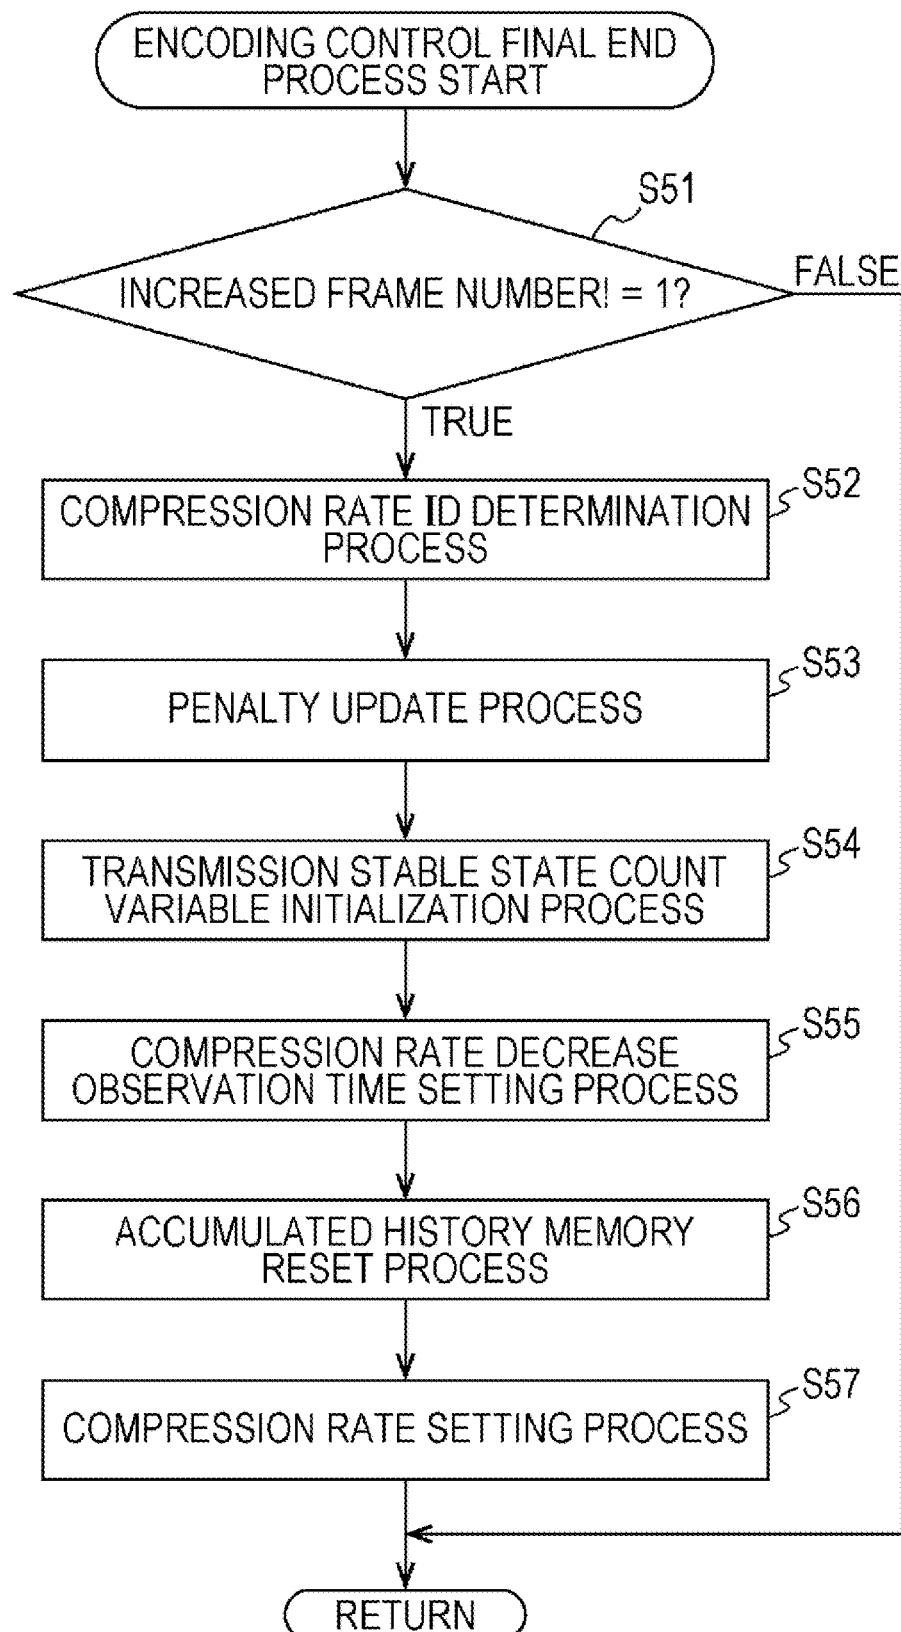 ENCODING CONTROL FINAL END
PROCESS START
S51
INCREASED FRAME NUMBER! = 1?
FALSE
TRUE
S52
COMPRESSION RATE ID DETERMINATION
PROCESS
S53
PENALTY UPDATE PROCESS
S54
TRANSMISSION STABLE STATE COUNT
VARIABLE INITIALIZATION PROCESS
S55
COMPRESSION RATE DECREASE
OBSERVATION TIME SETTING PROCESS
S56
ACCUMULATED HISTORY MEMORY
RESET PROCESS
S57
COMPRESSION RATE SETTING PROCESS
RETURN